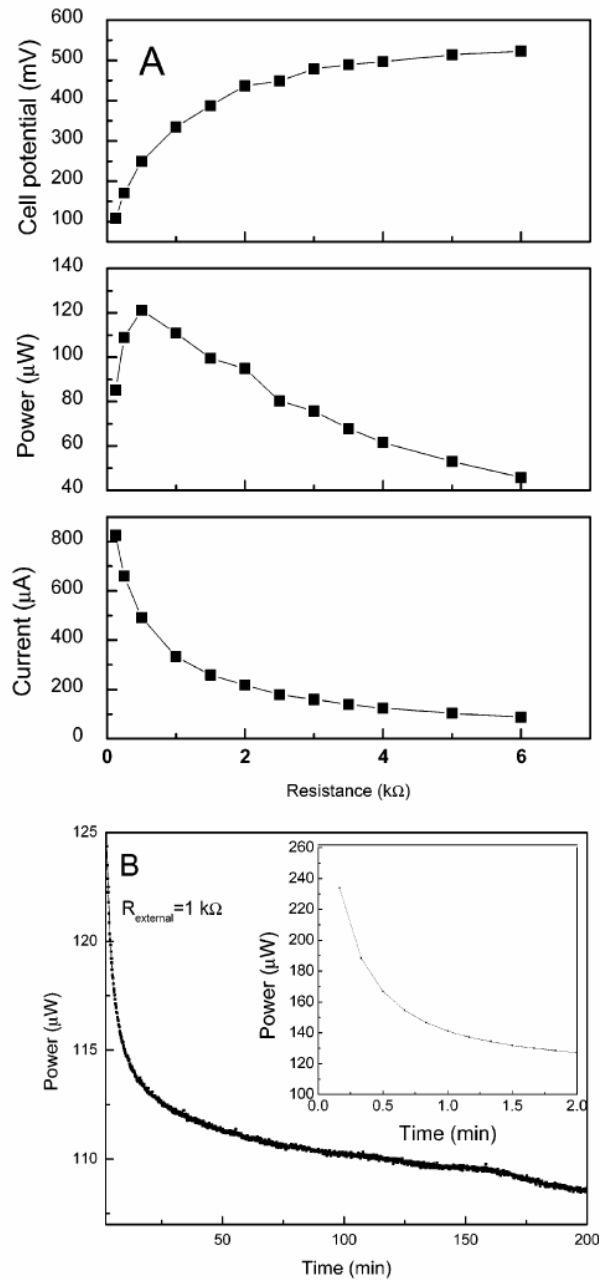 A
Cell potential (mV)
600
500
400
300
200
100
Power (μW)
140
120
100
80
60
40
Current (μA)
800
600
400
200
0
0 2 4 6
Resistance (kΩ)
B
R external =1 kΩ
Power (μW)
125
120
115
110
50 100 150 200
Time (min)
Power (μW)
260
240
220
200
180
160
140
120
100
0.0 0.5 1.0 1.5 2.0
Time (min)